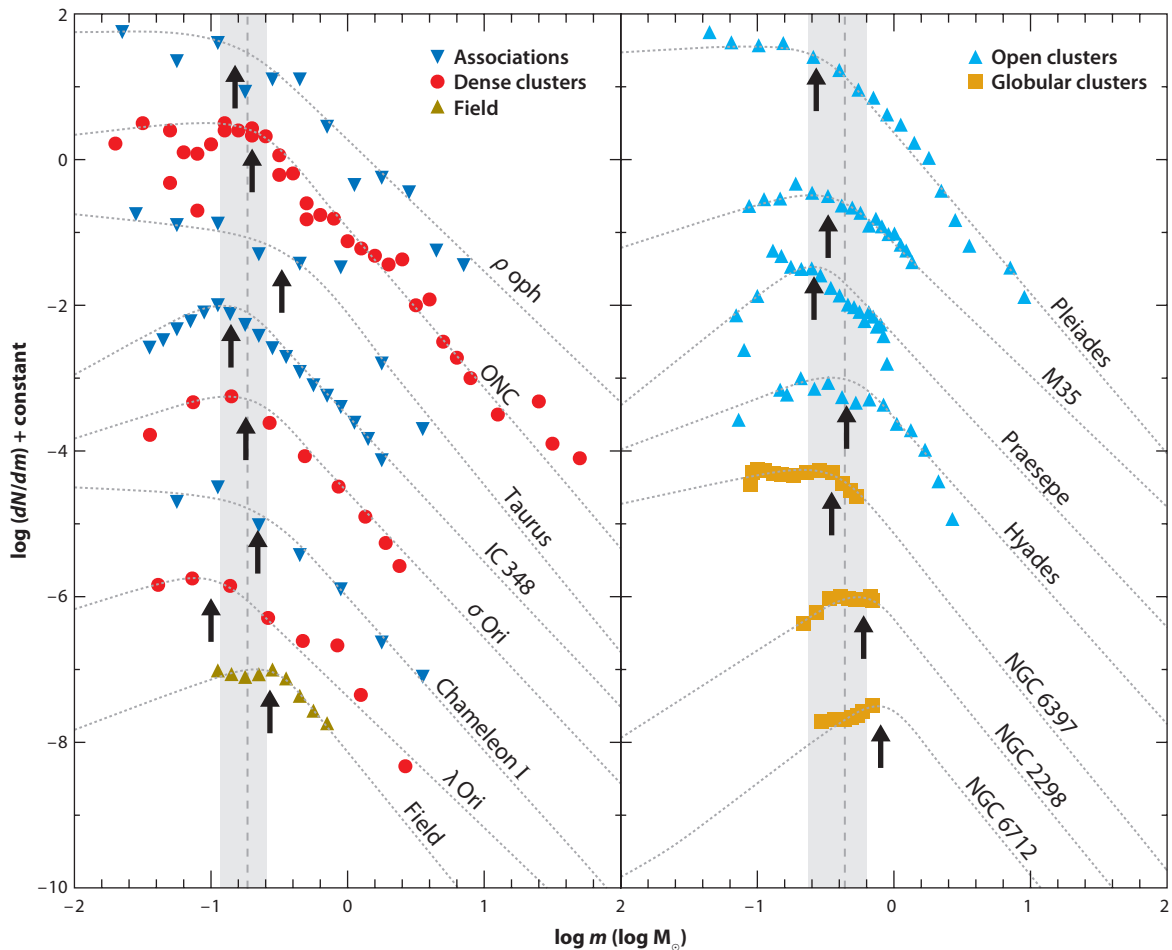 2
0
−2
−4
−6
−8
−10
log (dN/dm) + constant
Associations
Dense clusters
Field
ρ oph
ONC
Taurus
IC 348
σ Ori
Chameleon I
λ Ori
Field
Open clusters
Globular clusters
Pleiades
M35
Praesepe
Hyades
NGC 6397
NGC 2298
NGC 6712
−2 −1 0 1 2 −1 0 1 2
log m (log M☉)